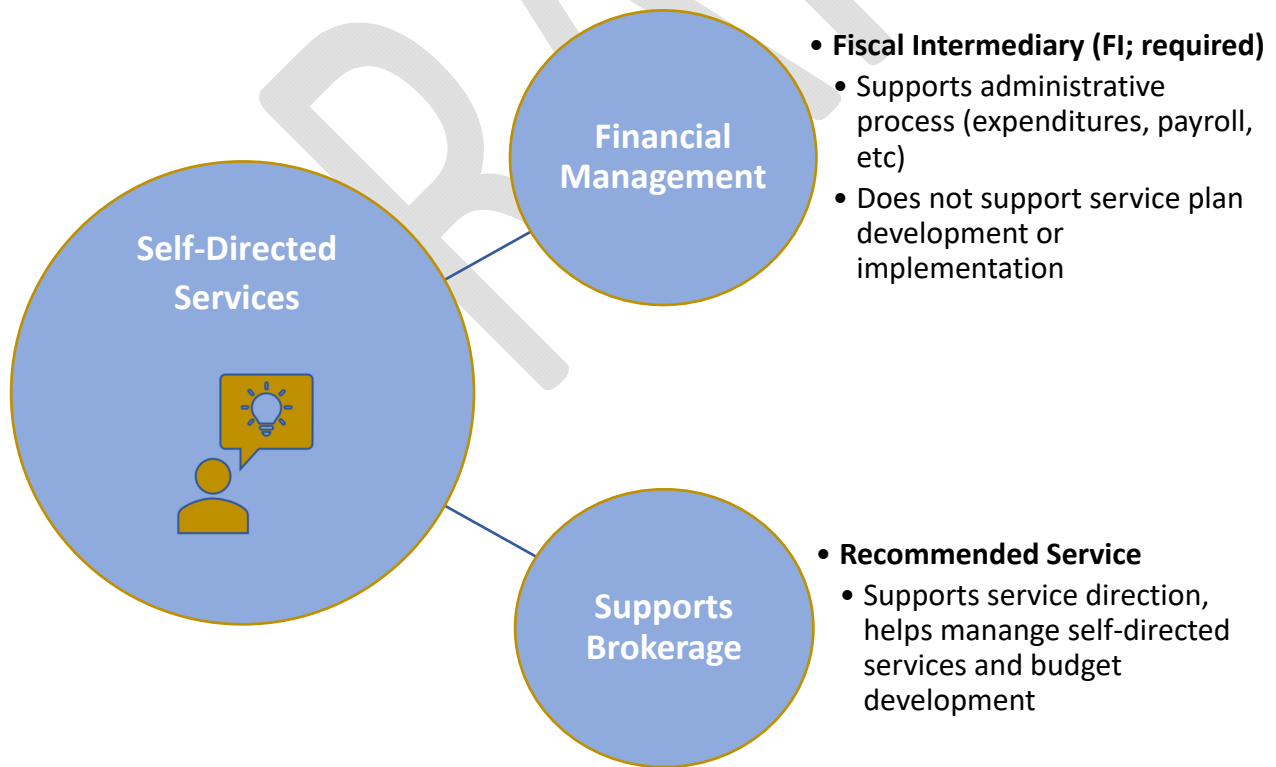 • Fiscal Intermediary (FI; required)
• Supports administrative
process (expenditures, payroll,
etc)
• Does not support service plan
development or
implementation
Financial
Management
Self-Directed
Services
• Recommended Service
• Supports service direction,
helps manange self-directed
services and budget
development
Supports
Brokerage